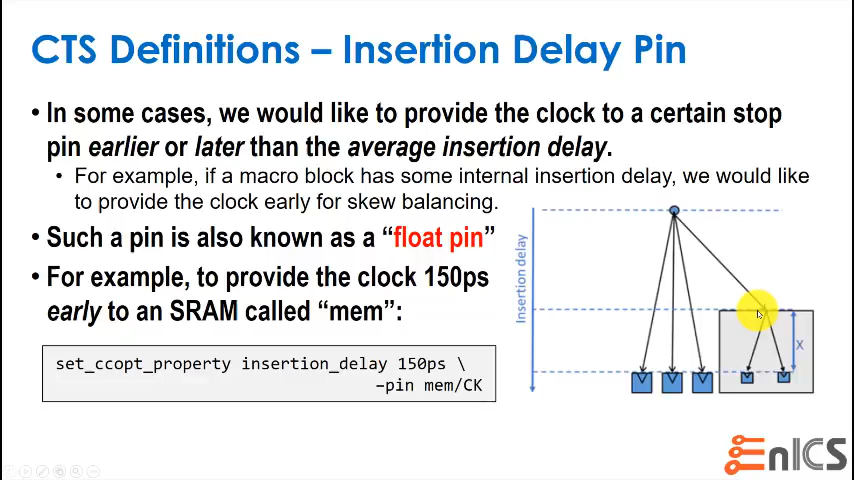 CTS Definitions – Insertion Delay Pin
• In some cases, we would like to provide the clock to a certain stop
pin earlier or later than the average insertion delay.
• For example, if a macro block has some internal insertion delay, we would like
to provide the clock early for skew balancing.
• Such a pin is also known as a “float pin”
• For example, to provide the clock 150ps
early to an SRAM called “mem”:
set_ccopt_property insertion_delay 150ps \
–pin mem/CK
Insertion delay
X
EnICS